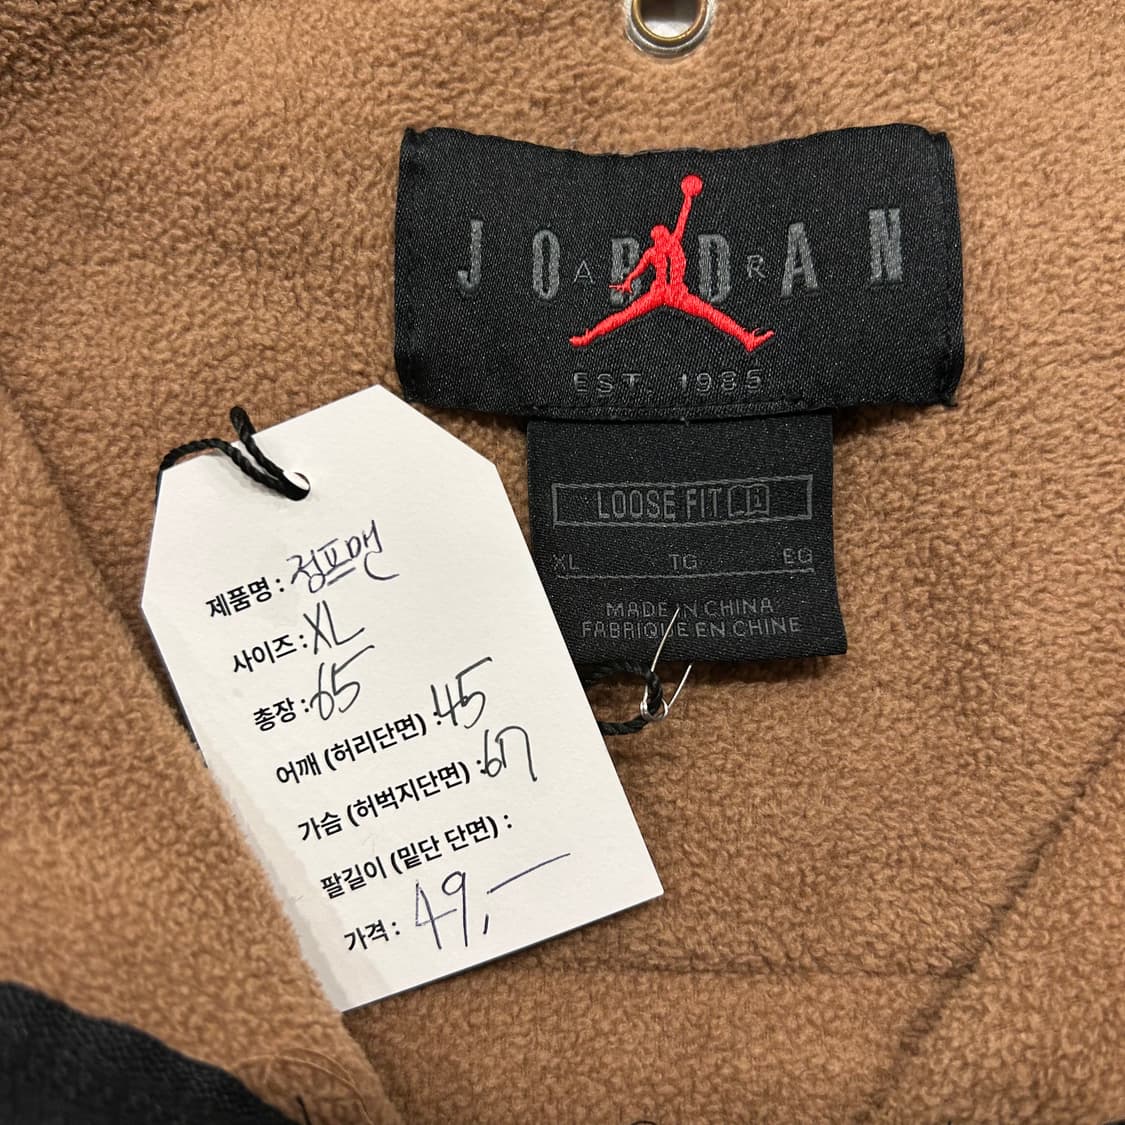 JORDAN
AIR
EST. 1985
LOOSE FIT
XL TG EG
MADE IN CHINA
FABRIQUE EN CHINE
제품명 : 점프맨
사이즈 : XL
총장 : 65
어깨 (허리단면) : 45
가슴 (허벅지단면) : 67
팔길이 (밑단 단면) :
가격 : 49,—